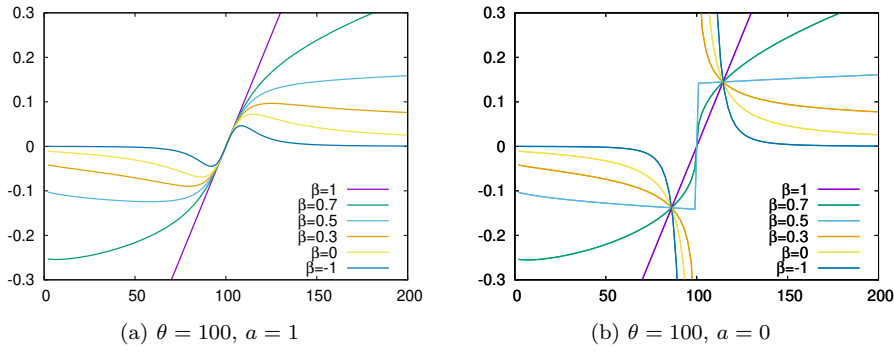 0.3
0.2
0.1
0
-0.1
-0.2
-0.3
0 50 100 150 200
β=1
β=0.7
β=0.5
β=0.3
β=0
β=-1
(a) θ = 100, a = 1
0.3
0.2
0.1
0
-0.1
-0.2
-0.3
0 50 100 150 200
β=1
β=0.7
β=0.5
β=0.3
β=0
β=-1
(b) θ = 100, a = 0